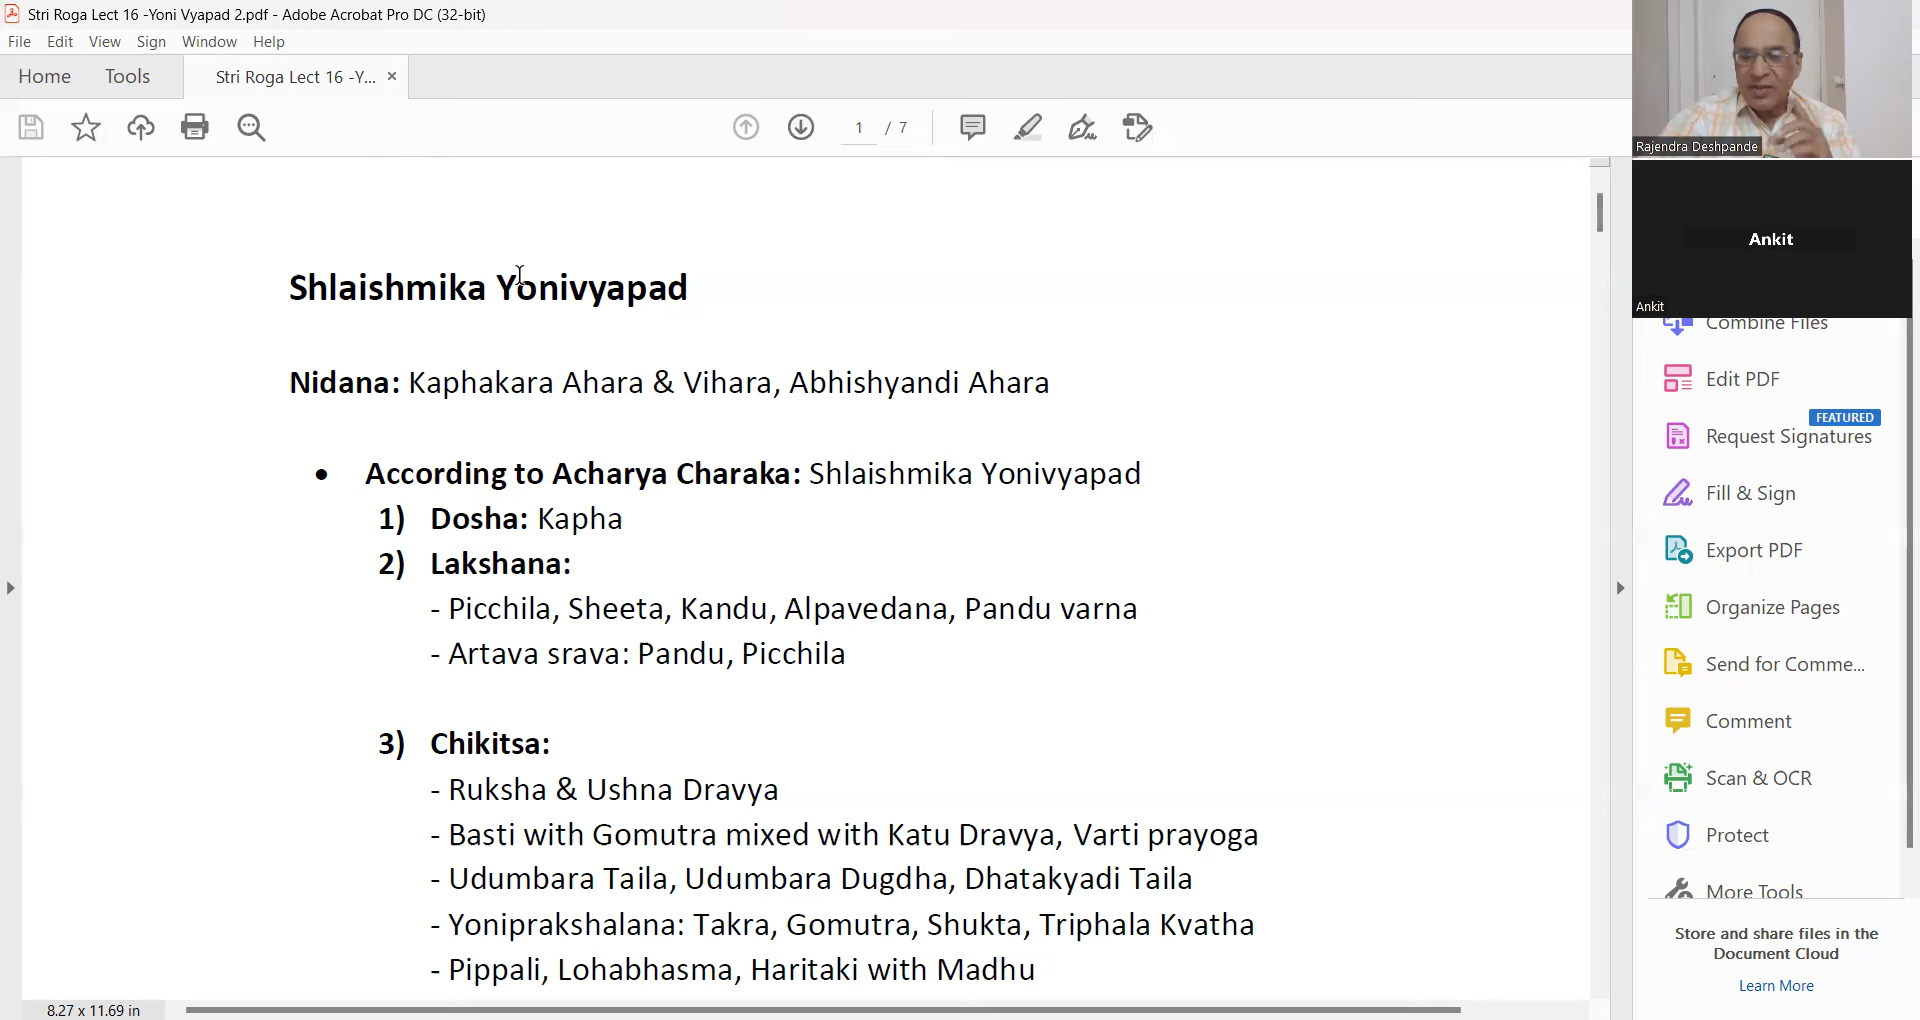 Stri Roga Lect 16 -Yoni Vyapad 2.pdf - Adobe Acrobat Pro DC (32-bit)
File Edit View Sign Window Help
Home Tools Stri Roga Lect 16 -Y... ×
1 / 7
Rajendra Deshpande
Ankit
Ankit
Shlaishmika Yonivyapad
Nidana: Kaphakara Ahara & Vihara, Abhishyandi Ahara
• According to Acharya Charaka: Shlaishmika Yonivyapad
1) Dosha: Kapha
2) Lakshana:
- Picchila, Sheeta, Kandu, Alpavedana, Pandu varna
- Artava srava: Pandu, Picchila
3) Chikitsa:
- Ruksha & Ushna Dravya
- Basti with Gomutra mixed with Katu Dravya, Varti prayoga
- Udumbara Taila, Udumbara Dugdha, Dhatakyadi Taila
- Yoniprakshalana: Takra, Gomutra, Shukta, Triphala Kvatha
- Pippali, Lohabhasma, Haritaki with Madhu
8.27 x 11.69 in
Combine Files
Edit PDF
FEATURED
Request Signatures
Fill & Sign
Export PDF
Organize Pages
Send for Comme...
Comment
Scan & OCR
Protect
More Tools
Store and share files in the
Document Cloud
Learn More